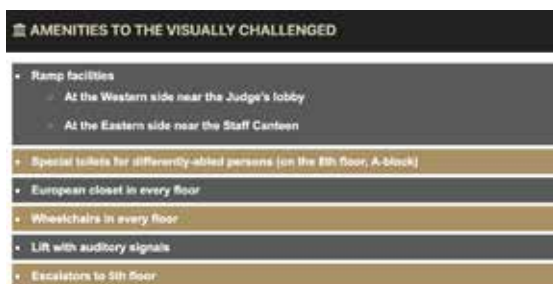 AMENITIES TO THE VISUALLY CHALLENGED
Ramp facilities
At the Western side near the Judge's lobby
At the Eastern side near the Staff Canteen
Special toilets for differently-abled persons (on the floor, A-block)
European closet in every floor
Wheelchairs in every floor
Lift with auditory signals
Escalators to 5th floor